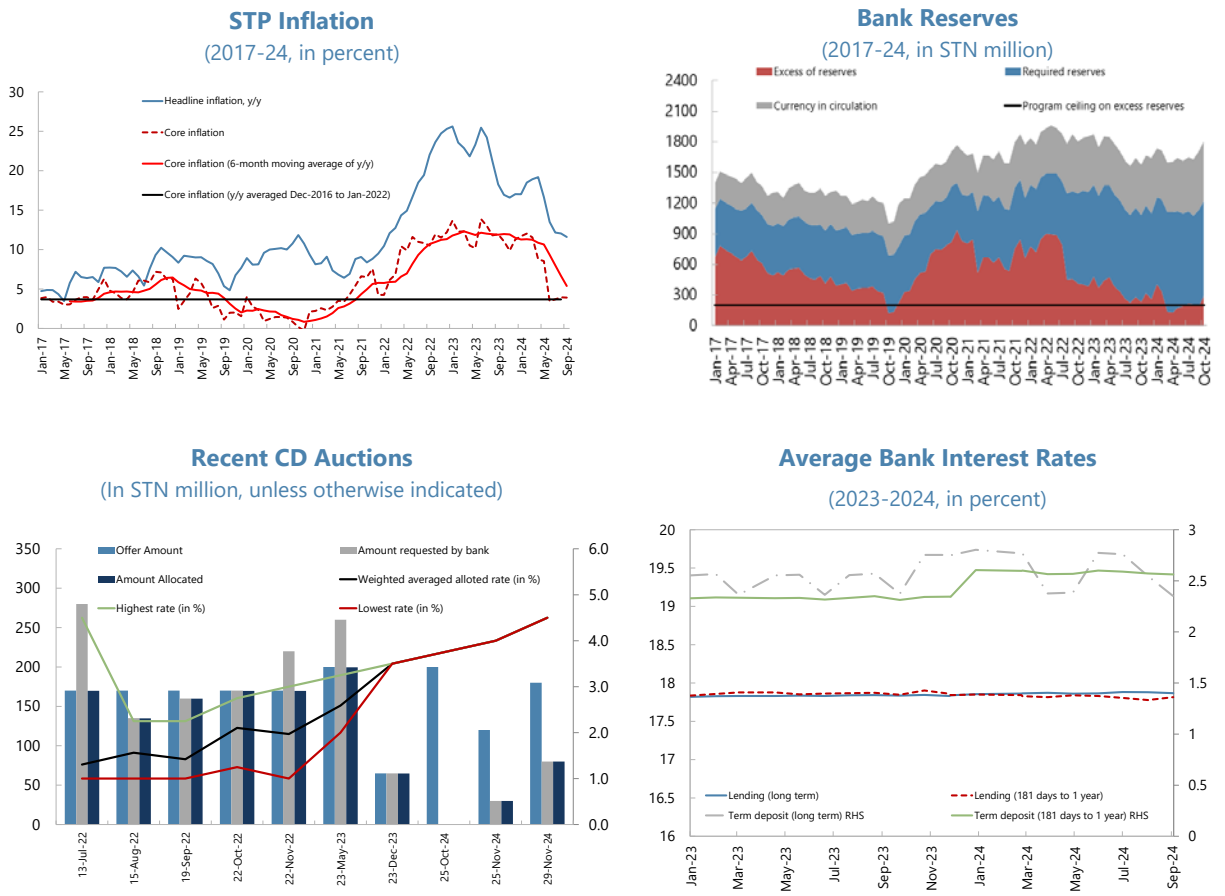 STP Inflation
(2017-24, in percent)
30
25
20
15
10
5
0
Headline inflation, y/y
Core inflation
Core inflation (6-month moving average of y/y)
Core inflation (y/y averaged Dec-2016 to Jan-2022)
Jan-17
May-17
Sep-17
Jan-18
May-18
Sep-18
Jan-19
May-19
Sep-19
Jan-20
May-20
Sep-20
Jan-21
May-21
Sep-21
Jan-22
May-22
Sep-22
Jan-23
May-23
Sep-23
Jan-24
May-24
Sep-24
Bank Reserves
(2017-24, in STN million)
Excess of reserves
Required reserves
Currency in circulation
Program ceiling on excess reserves
2400
2100
1800
1500
1200
900
600
300
0
Jan-17
Apr-17
Jul-17
Oct-17
Jan-18
Apr-18
Jul-18
Oct-18
Jan-19
Apr-19
Jul-19
Oct-19
Jan-20
Apr-20
Jul-20
Oct-20
Jan-21
Apr-21
Jul-21
Oct-21
Jan-22
Apr-22
Jul-22
Oct-22
Jan-23
Apr-23
Jul-23
Oct-23
Jan-24
Apr-24
Jul-24
Oct-24
Recent CD Auctions
(In STN million, unless otherwise indicated)
350
300
250
200
150
100
50
0
Offer Amount
Amount requested by bank
Amount Allocated
Weighted averaged alloted rate (in %)
Highest rate (in %)
Lowest rate (in %)
6.0
5.0
4.0
3.0
2.0
1.0
0.0
13-Jul-22
15-Aug-22
19-Sep-22
22-Oct-22
22-Nov-22
23-May-23
23-Dec-23
25-Oct-24
25-Nov-24
29-Nov-24
Average Bank Interest Rates
(2023-2024, in percent)
20
19.5
19
18.5
18
17.5
17
16.5
16
3
2.5
2
1.5
1
0.5
0
Lending (long term)
Lending (181 days to 1 year)
Term deposit (long term) RHS
Term deposit (181 days to 1 year) RHS
Jan-23
Mar-23
May-23
Jul-23
Sep-23
Nov-23
Jan-24
Mar-24
May-24
Jul-24
Sep-24